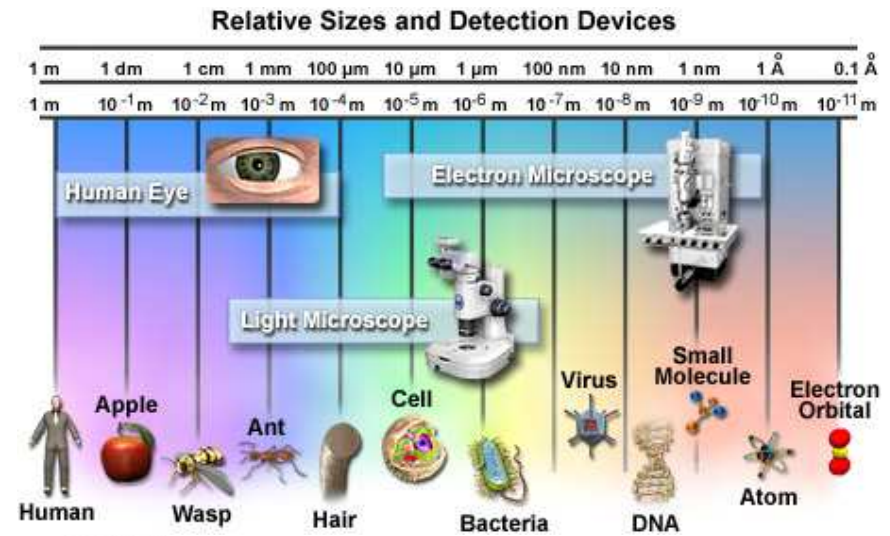 Relative Sizes and Detection Devices
1 m 1 dm 1 cm 1 mm 100 µm 10 µm 1 µm 100 nm 10 nm 1 nm 1 Å 0.1 Å
1 m 10⁻¹ m 10⁻² m 10⁻³ m 10⁻⁴ m 10⁻⁵ m 10⁻⁶ m 10⁻⁷ m 10⁻⁸ m 10⁻⁹ m 10⁻¹⁰ m 10⁻¹¹ m
Human Eye
Electron Microscope
Light Microscope
Human
Apple
Wasp
Ant
Hair
Cell
Bacteria
Virus
DNA
Small
Molecule
Atom
Electron
Orbital